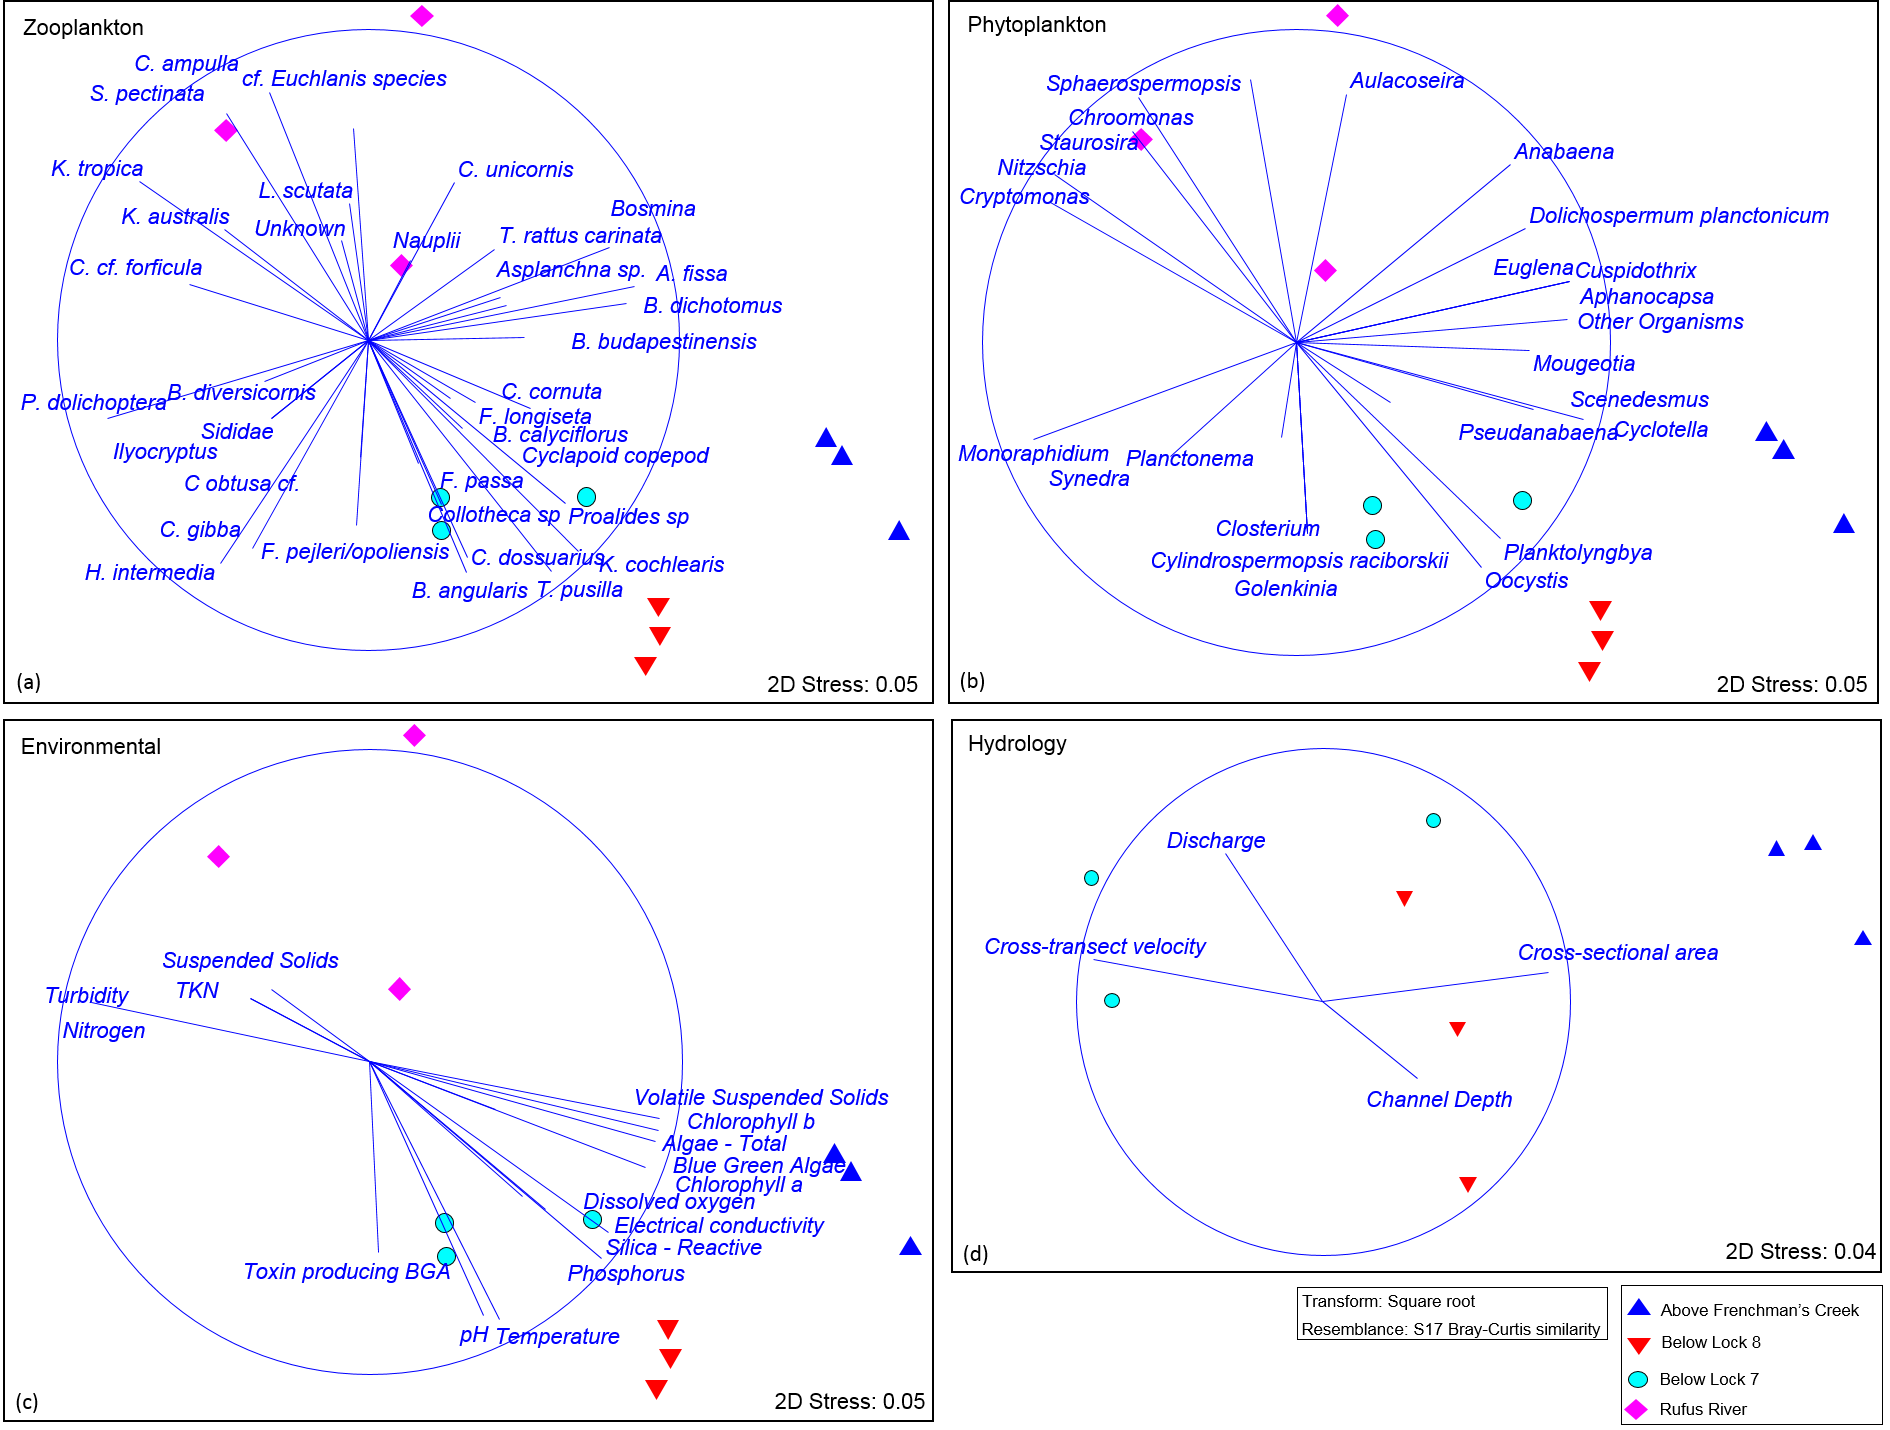 Zooplankton
C. ampulla
cf. Euchlanis species
S. pectinata
K. tropica
C. unicornis
L. scutata
Bosmina
K. australis
Unknown
Nauplii
T. rattus carinata
C. cf. forficula
Asplanchna sp.
A. fissa
B. dichotomus
B. budapestinensis
B. diversicornis
C. cornuta
P. dolichoptera
F. longiseta
Sididae
B. calyciflorus
Ilyocryptus
Cyclapoid copepod
C obtusa cf.
F. passa
Collotheca sp
Proalides sp
C. gibba
F. pejleri/opoliensis
C. dossuarius
K. cochlearis
H. intermedia
B. angularis
T. pusilla
(a)
2D Stress: 0.05
Phytoplankton
Sphaerospermopsis
Aulacoseira
Chroomonas
Staurosira
Anabaena
Nitzschia
Cryptomonas
Dolichospermum planctonicum
Euglena
Cuspidothrix
Aphanocapsa
Other Organisms
Mougeotia
Scenedesmus
Pseudanabaena
Cyclotella
Monoraphidium
Planctonema
Synedra
Closterium
Planktolyngbya
Cylindrospermopsis raciborskii
Oocystis
Golenkinia
(b)
2D Stress: 0.05
Environmental
Suspended Solids
TKN
Turbidity
Nitrogen
Volatile Suspended Solids
Chlorophyll b
Algae - Total
Blue Green Algae
Chlorophyll a
Dissolved oxygen
Electrical conductivity
Silica - Reactive
Toxin producing BGA
Phosphorus
pH
Temperature
(c)
2D Stress: 0.05
Hydrology
Discharge
Cross-transect velocity
Cross-sectional area
Channel Depth
(d)
2D Stress: 0.04
Transform: Square root
Resemblance: S17 Bray-Curtis similarity
Above Frenchman's Creek
Below Lock 8
Below Lock 7
Rufus River